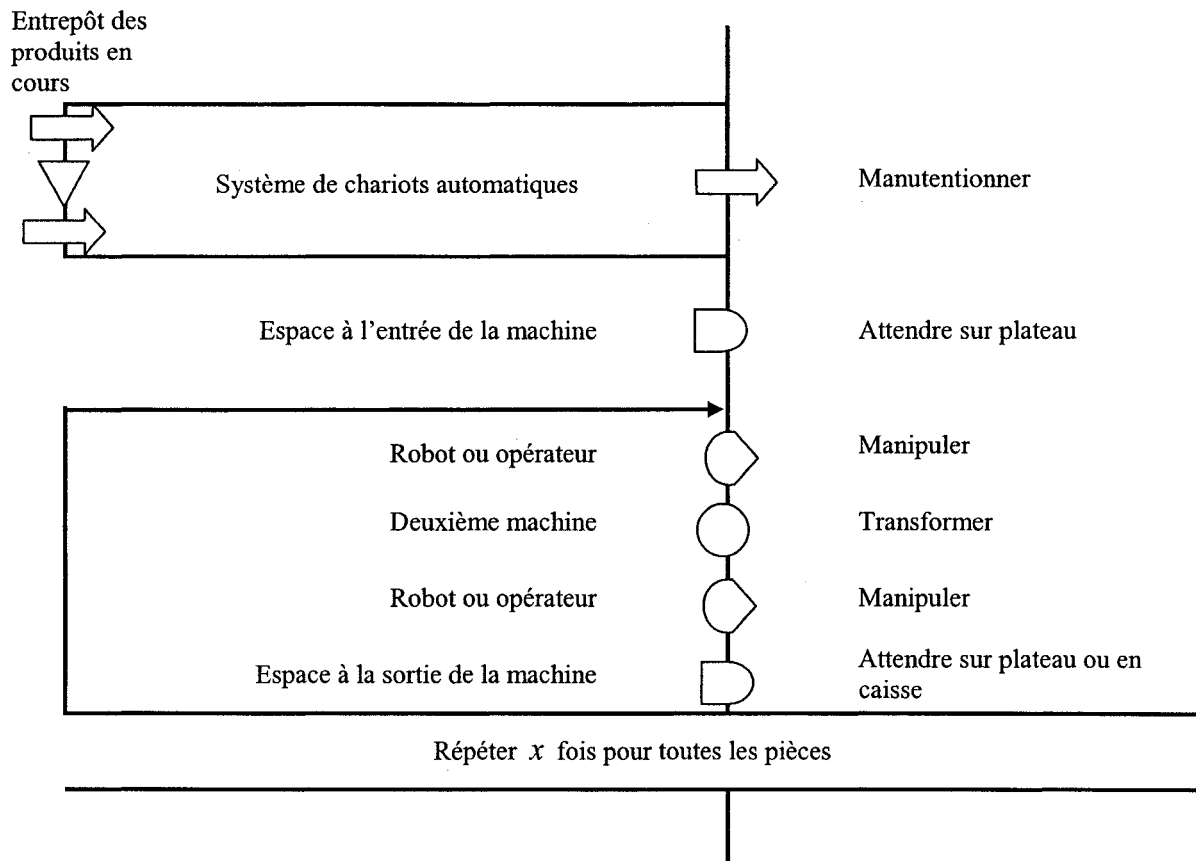 Entrepôt des
produits en
cours
Système de chariots automatiques
Manutentionner
Espace à l'entrée de la machine
Attendre sur plateau
Robot ou opérateur
Manipuler
Deuxième machine
Transformer
Robot ou opérateur
Manipuler
Espace à la sortie de la machine
Attendre sur plateau ou en
caisse
Répéter x fois pour toutes les pièces